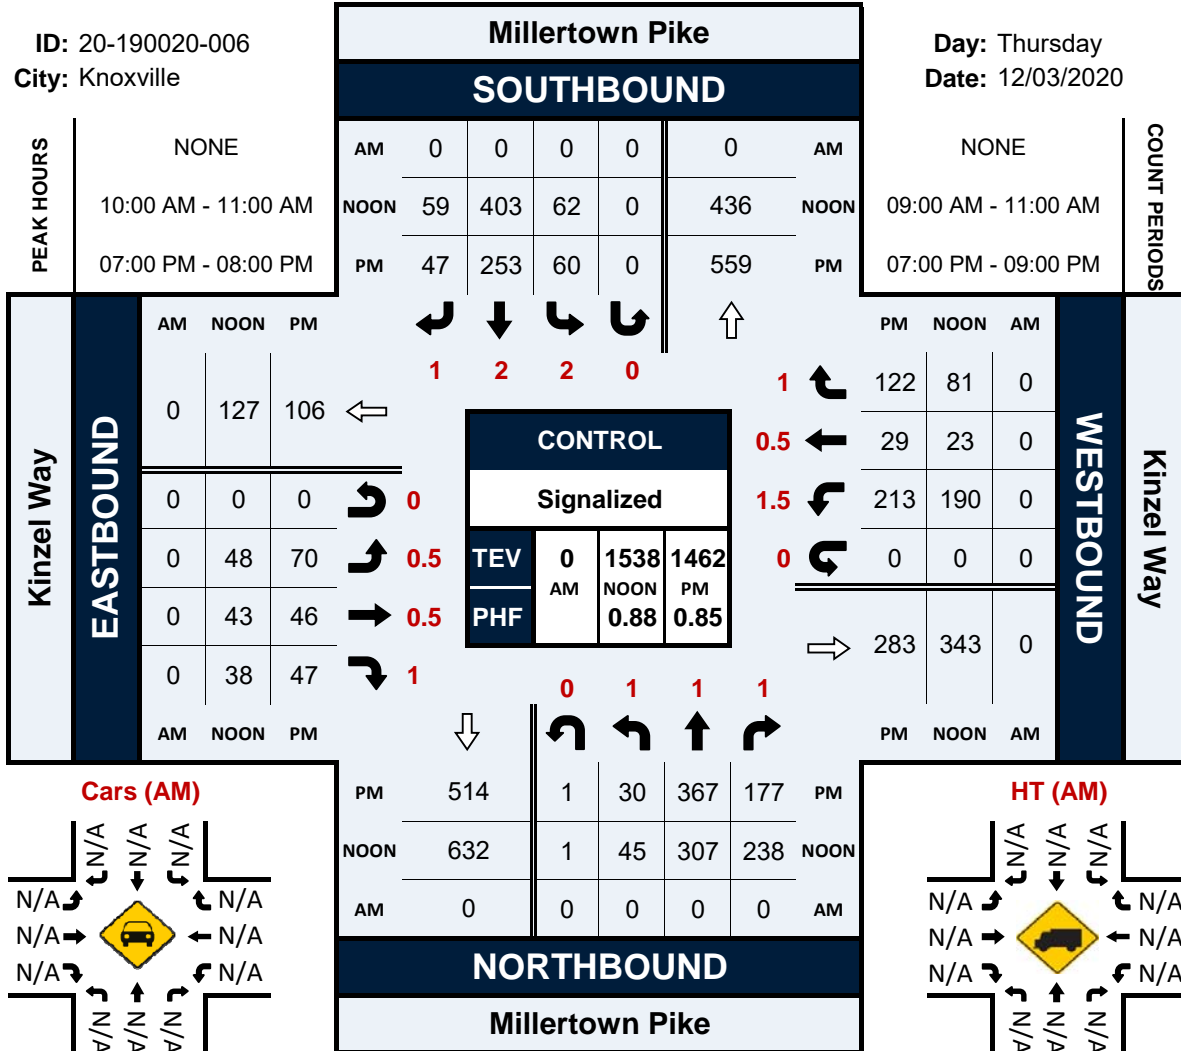 ID: 20-190020-006
City: Knoxville
Millertown Pike
SOUTHBOUND
Day: Thursday
Date: 12/03/2020
PEAK HOURS
NONE
10:00 AM - 11:00 AM
07:00 PM - 08:00 PM
AM 0 0 0 0 0 AM
NOON 59 403 62 0 436 NOON
PM 47 253 60 0 559 PM
NONE
09:00 AM - 11:00 AM
07:00 PM - 09:00 PM
COUNT PERIODS
1 2 2 0
Kinzel Way
EASTBOUND
AM NOON PM
0 127 106
0 0 0 0
0 48 70 0.5
0 43 46 0.5
0 38 47 1
AM NOON PM
CONTROL
Signalized
TEV 0 1538 1462
AM NOON PM
PHF 0.88 0.85
PM NOON AM
1 122 81 0
0.5 29 23 0
1.5 213 190 0
0 0 0 0
283 343 0
PM NOON AM
WESTBOUND
Kinzel Way
0 1 1 1
PM 514 1 30 367 177 PM
NOON 632 1 45 307 238 NOON
AM 0 0 0 0 0 AM
NORTHBOUND
Millertown Pike
Cars (AM)
N/A N/A N/A
N/A N/A
N/A N/A
N/A N/A
N/A N/A N/A
HT (AM)
N/A N/A N/A
N/A N/A
N/A N/A
N/A N/A
N/A N/A N/A